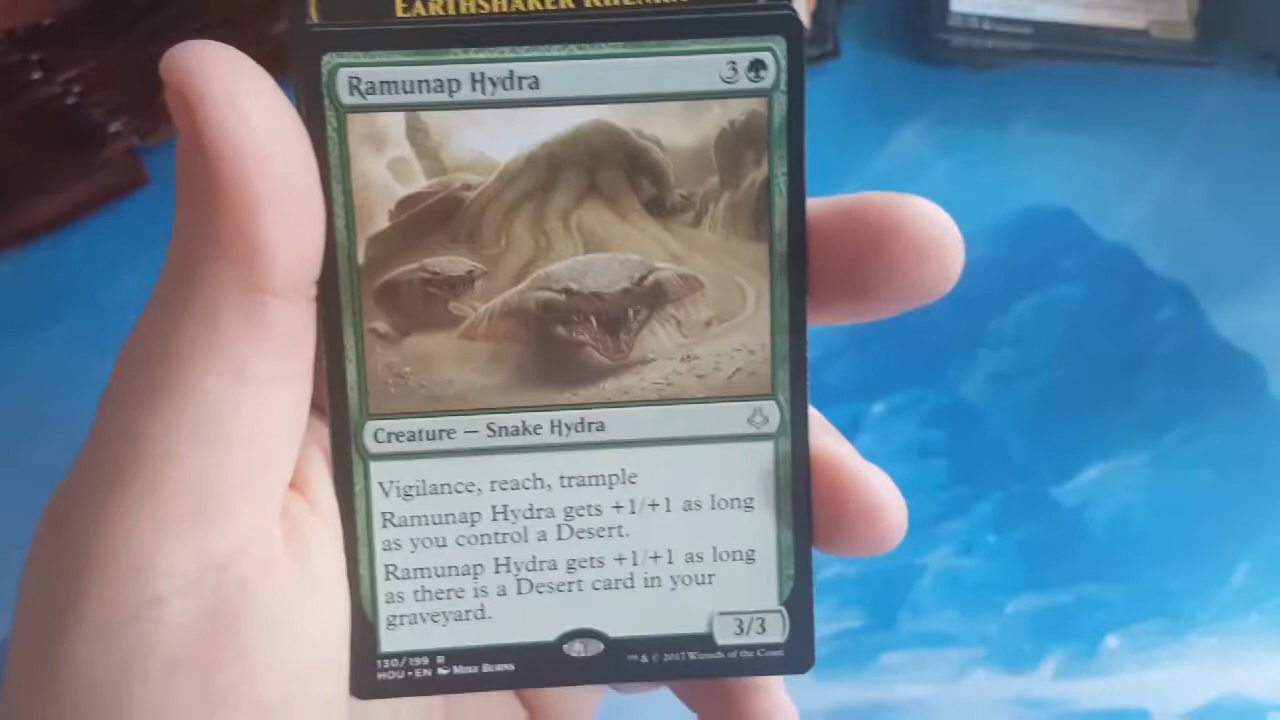 EARTHSHAKER KHENRA
Ramunap Hydra 3
Creature — Snake Hydra
Vigilance, reach, trample
Ramunap Hydra gets +1/+1 as long
as you control a Desert.
Ramunap Hydra gets +1/+1 as long
as there is a Desert card in your
graveyard.
3/3
130/199 R
HOU • EN Mike Burns
™ & © 2017 Wizards of the Coast